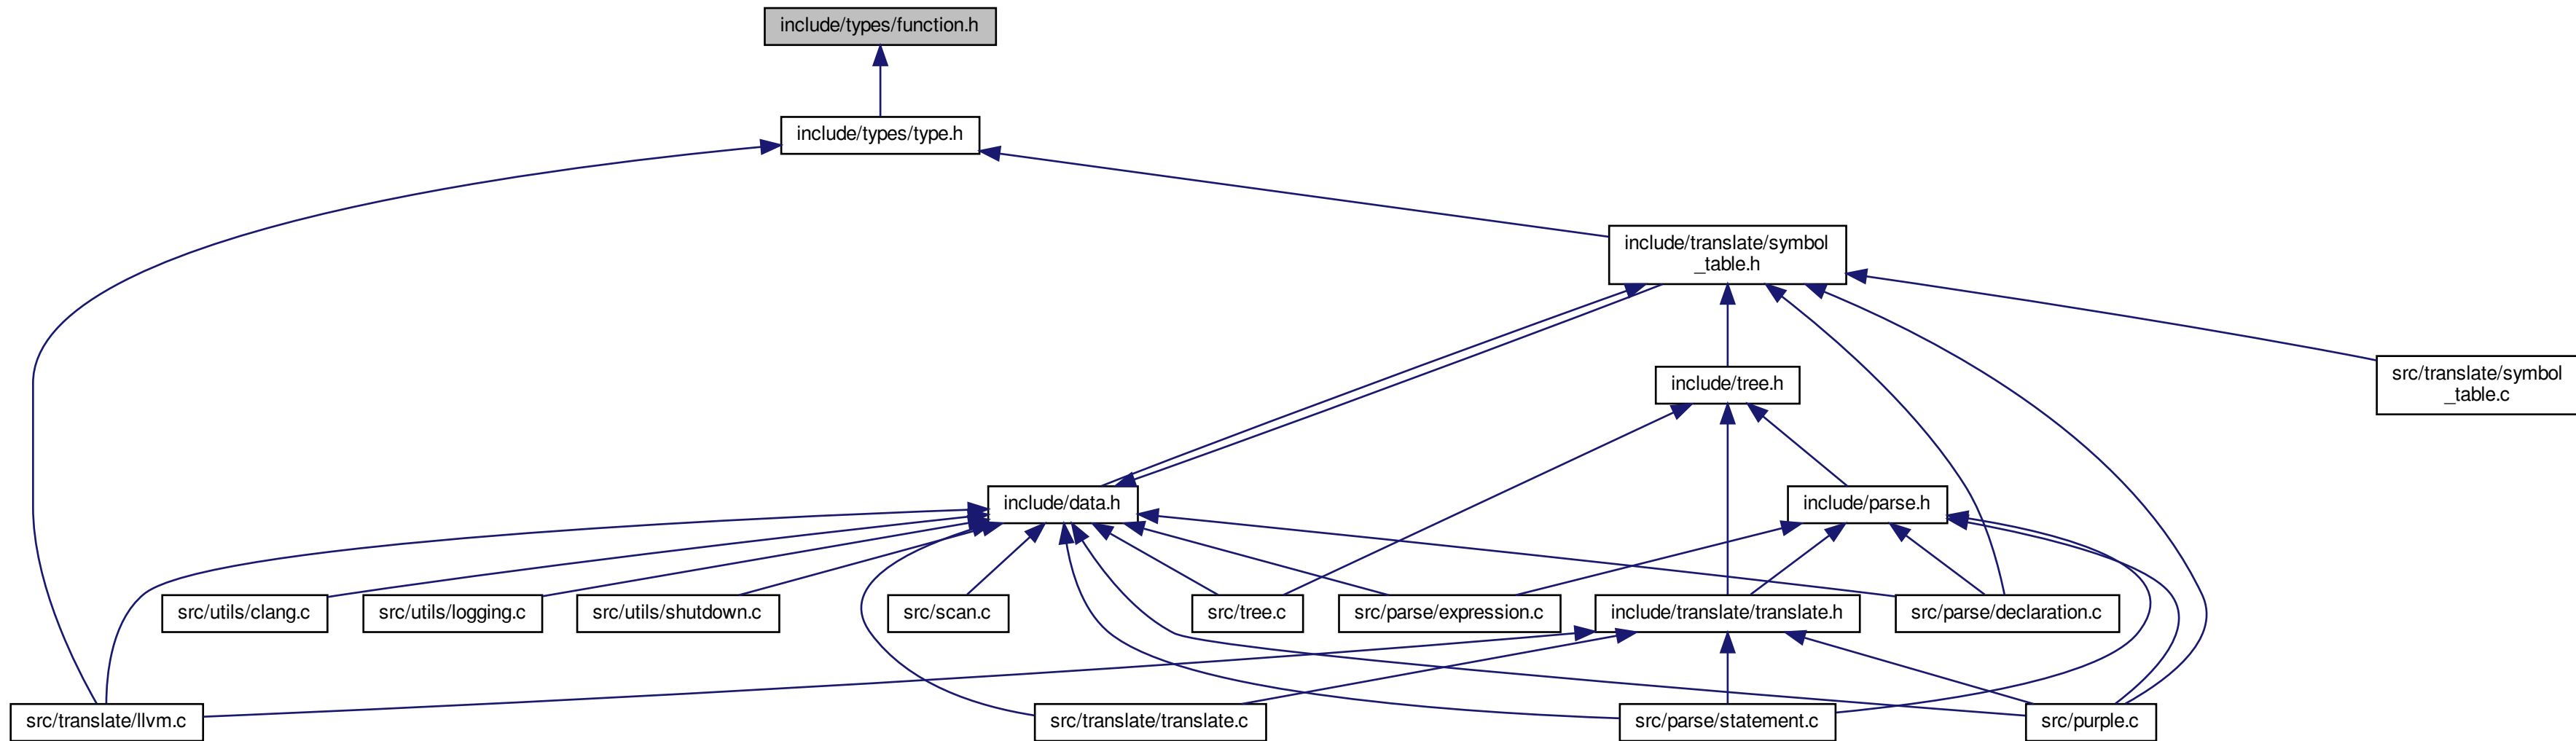 include/types/function.h
include/types/type.h
include/translate/symbol
_table.h
src/translate/symbol
_table.c
include/tree.h
include/data.h
include/parse.h
src/utils/clang.c
src/utils/logging.c
src/utils/shutdown.c
src/scan.c
src/tree.c
src/parse/expression.c
include/translate/translate.h
src/parse/declaration.c
src/translate/llvm.c
src/translate/translate.c
src/parse/statement.c
src/purple.c